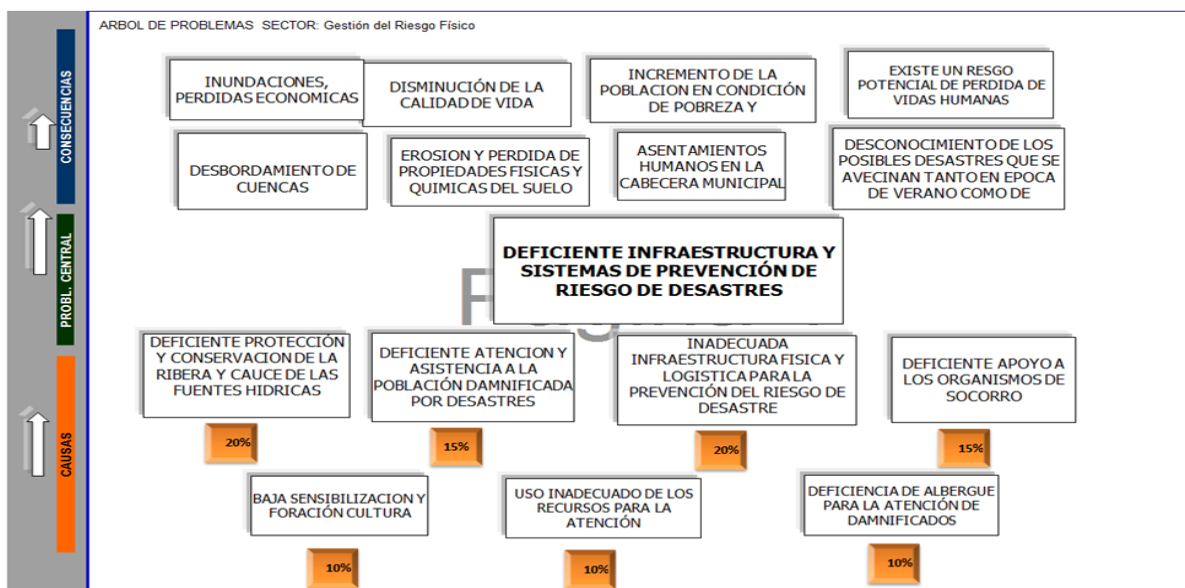 ARBOL DE PROBLEMAS SECTOR: Gestión del Riesgo Físico
CONSECUENCIAS
INUNDACIONES,
PERDIDAS ECONOMICAS
DISMINUCIÓN DE LA
CALIDAD DE VIDA
INCREMENTO DE LA
POBLACION EN CONDICIÓN
DE POBREZA Y
EXISTE UN RESGO
POTENCIAL DE PERDIDA DE
VIDAS HUMANAS
DESBORDAMIENTO DE
CUENCAS
EROSION Y PERDIDA DE
PROPIEDADES FISICAS Y
QUIMICAS DEL SUELO
ASENTAMIENTOS
HUMANOS EN LA
CABECERA MUNICIPAL
DESCONOCIMIENTO DE LOS
POSIBLES DESASTRES QUE SE
AVECINAN TANTO EN EPOCA
DE VERANO COMO DE
PROBL. CENTRAL
DEFICIENTE INFRAESTRUCTURA Y
SISTEMAS DE PREVENCIÓN DE
RIESGO DE DESASTRES
CAUSAS
DEFICIENTE PROTECCIÓN
Y CONSERVACION DE LA
RIBERA Y CAUCE DE LAS
FUENTES HIDRICAS
20%
DEFICIENTE ATENCION Y
ASISTENCIA A LA
POBLACIÓN DAMNIFICADA
POR DESASTRES
15%
INADECUADA
INFRAESTRUCTURA FISICA Y
LOGISTICA PARA LA
PREVENCIÓN DEL RIESGO DE
DESASTRE
20%
DEFICIENTE APOYO A
LOS ORGANISMOS DE
SOCORRO
15%
BAJA SENSIBILIZACION Y
FORACIÓN CULTURA
10%
USO INADECUADO DE LOS
RECURSOS PARA LA
ATENCIÓN
10%
DEFICIENCIA DE ALBERGUE
PARA LA ATENCIÓN DE
DAMNIFICADOS
10%